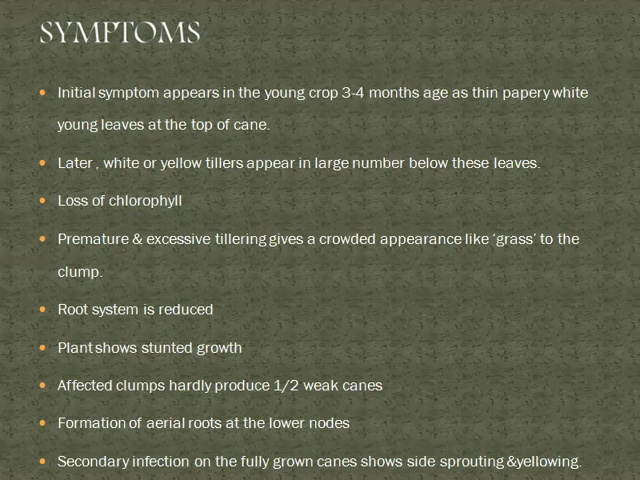 SYMPTOMS
Initial symptom appears in the young crop 3-4 months age as thin papery white
young leaves at the top of cane.
Later , white or yellow tillers appear in large number below these leaves.
Loss of chlorophyll
Premature & excessive tillering gives a crowded appearance like ‘grass’ to the
clump.
Root system is reduced
Plant shows stunted growth
Affected clumps hardly produce 1/2 weak canes
Formation of aerial roots at the lower nodes
Secondary infection on the fully grown canes shows side sprouting &yellowing.